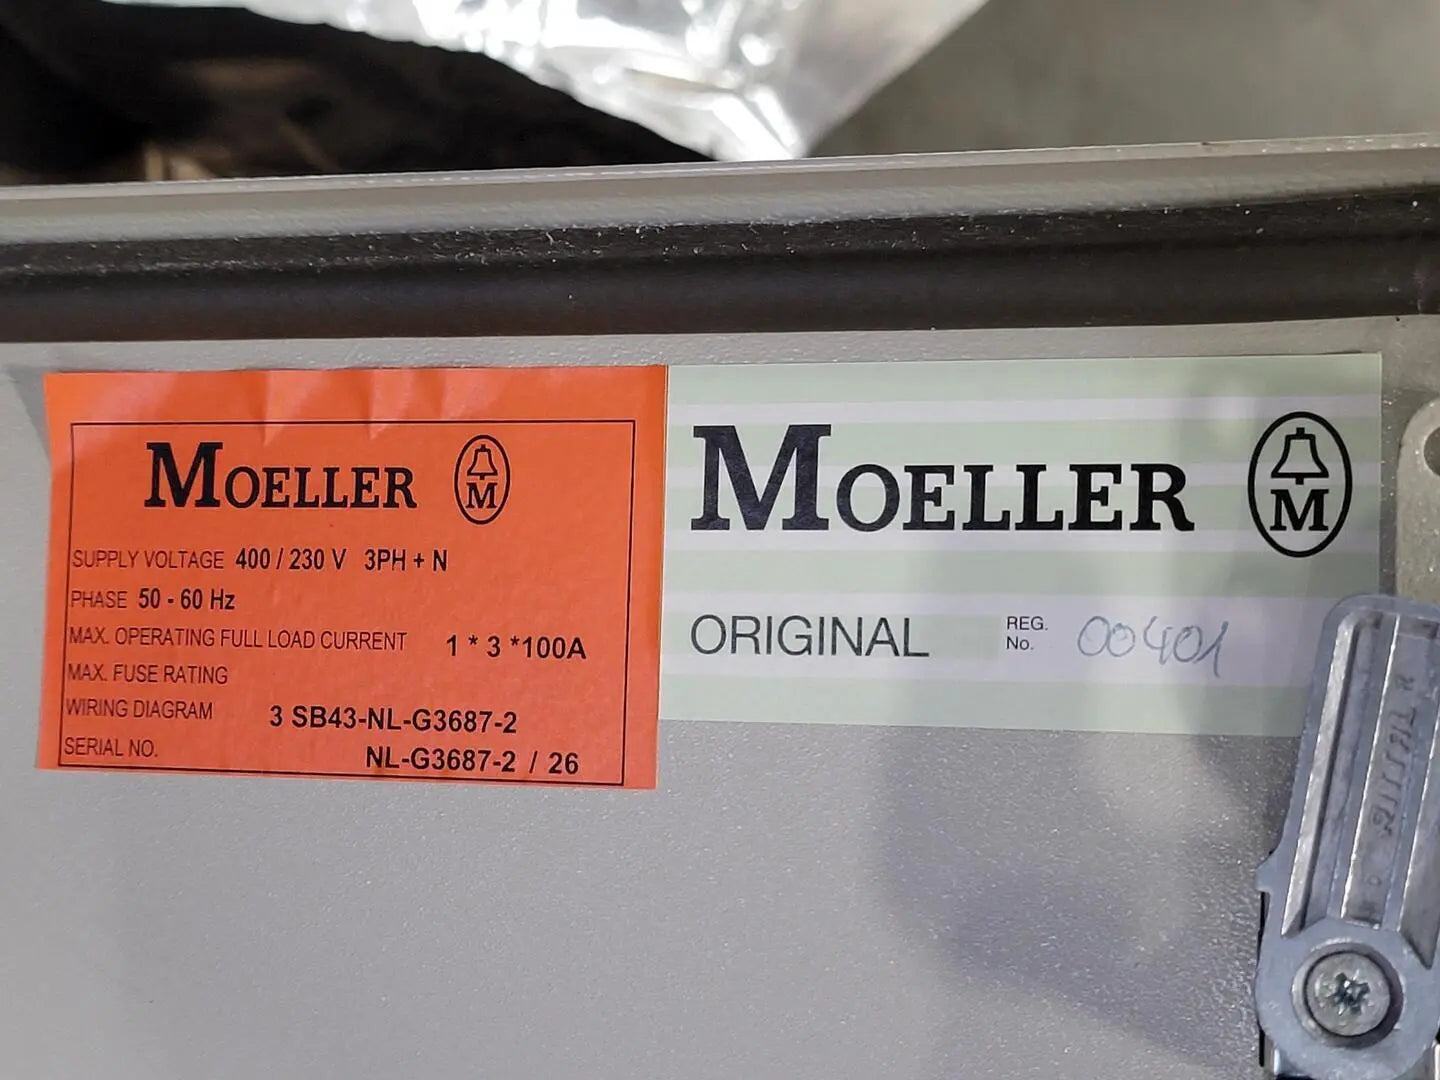 MOELLER M
SUPPLY VOLTAGE 400 / 230 V 3PH + N
PHASE 50 - 60 Hz
MAX. OPERATING FULL LOAD CURRENT 1 * 3 *100A
MAX. FUSE RATING
WIRING DIAGRAM 3 SB43-NL-G3687-2
SERIAL NO. NL-G3687-2 / 26
MOELLER M
ORIGINAL REG. No. 00401